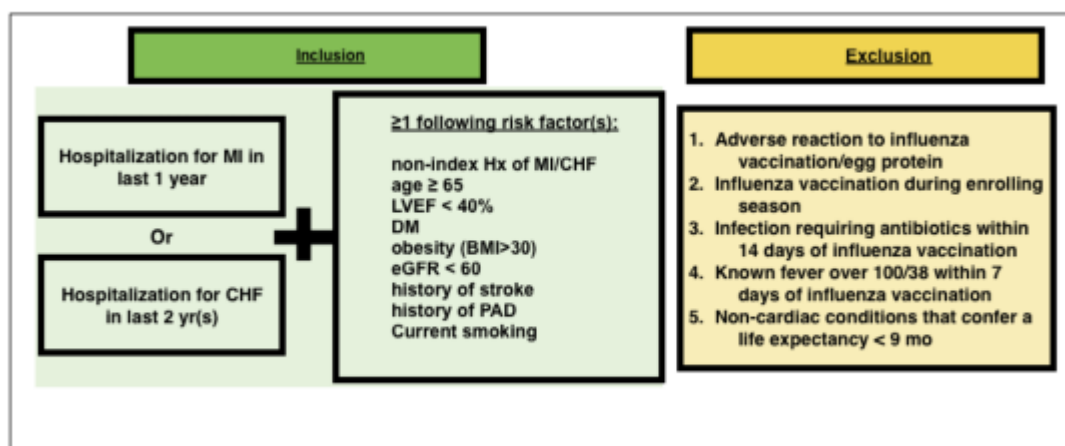 Inclusion
Exclusion
Hospitalization for MI in
last 1 year
Or
Hospitalization for CHF
in last 2 yr(s)
≥1 following risk factor(s):
non-index Hx of MI/CHF
age ≥ 65
LVEF < 40%
DM
obesity (BMI>30)
eGFR < 60
history of stroke
history of PAD
Current smoking
1. Adverse reaction to influenza
vaccination/egg protein
2. Influenza vaccination during enrolling
season
3. Infection requiring antibiotics within
14 days of influenza vaccination
4. Known fever over 100/38 within 7
days of influenza vaccination
5. Non-cardiac conditions that confer a
life expectancy < 9 mo